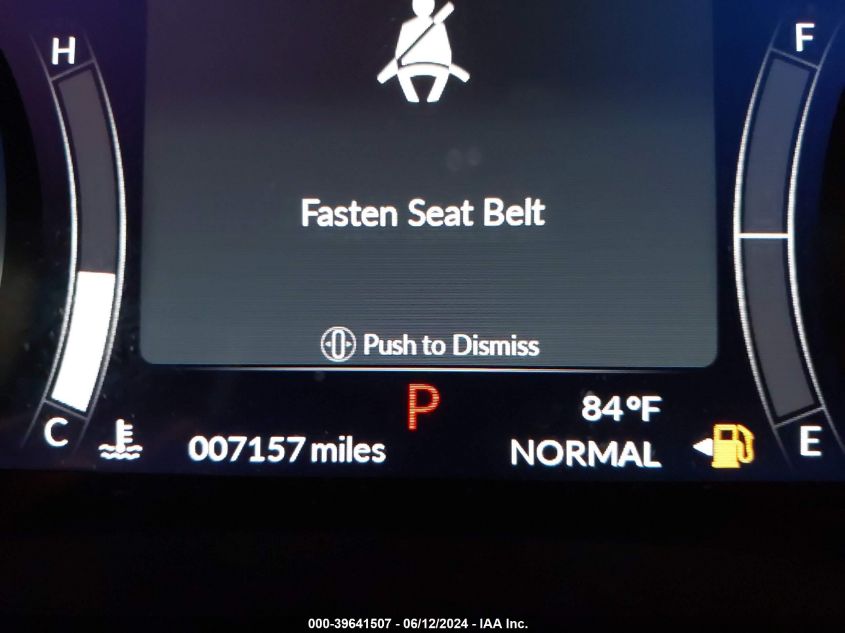 H
F
Fasten Seat Belt
Push to Dismiss
P
84°F
C
007157 miles
NORMAL
E
000-39641507 - 06/12/2024 - IAA Inc.